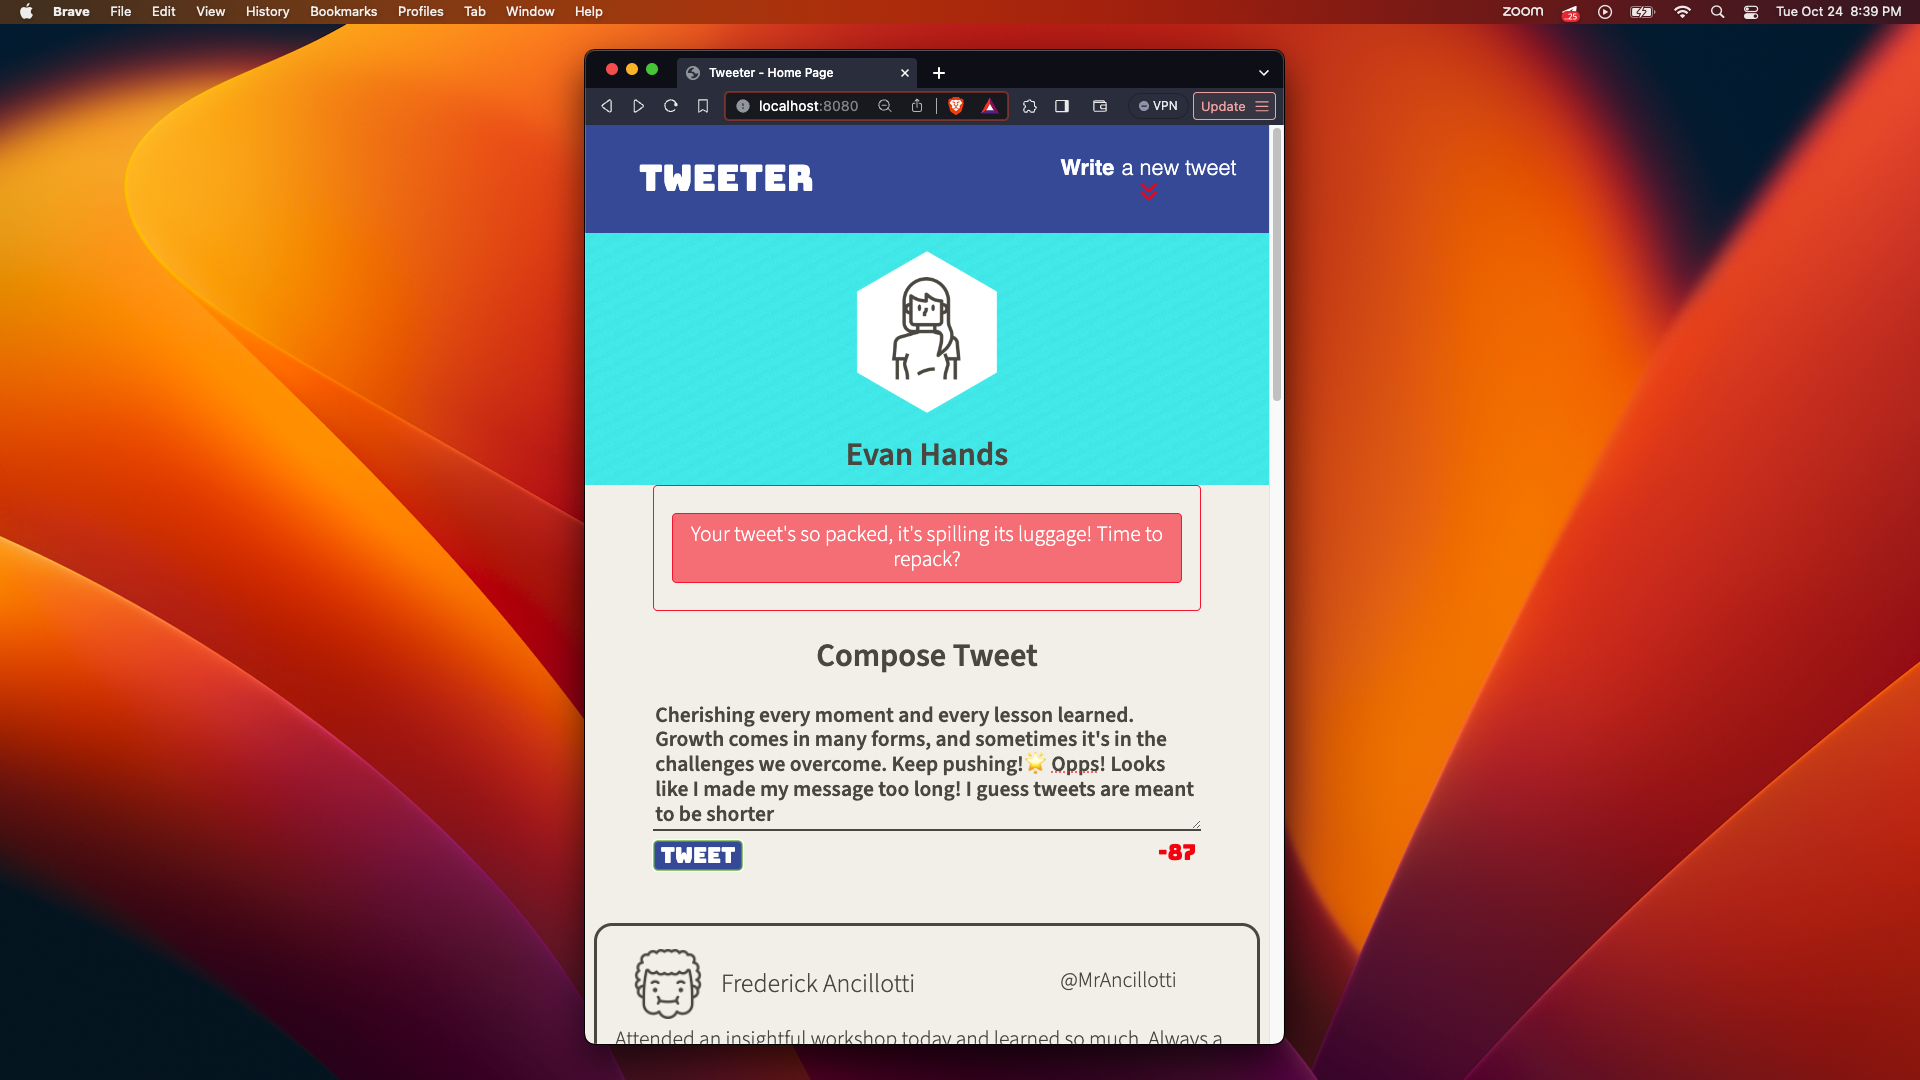 Brave File Edit View History Bookmarks Profiles Tab Window Help zoom .25 Tue Oct 24 8:39 PM
Tweeter - Home Page
localhost:8080 VPN Update
TWEETER
Write a new tweet
Evan Hands
Your tweet's so packed, it's spilling its luggage! Time to
repack?
Compose Tweet
Cherishing every moment and every lesson learned.
Growth comes in many forms, and sometimes it's in the
challenges we overcome. Keep pushing!🌟 Opps! Looks
like I made my message too long! I guess tweets are meant
to be shorter
TWEET -87
Frederick Ancillotti @MrAncillotti
Attended an insightful workshop today and learned so much. Always a